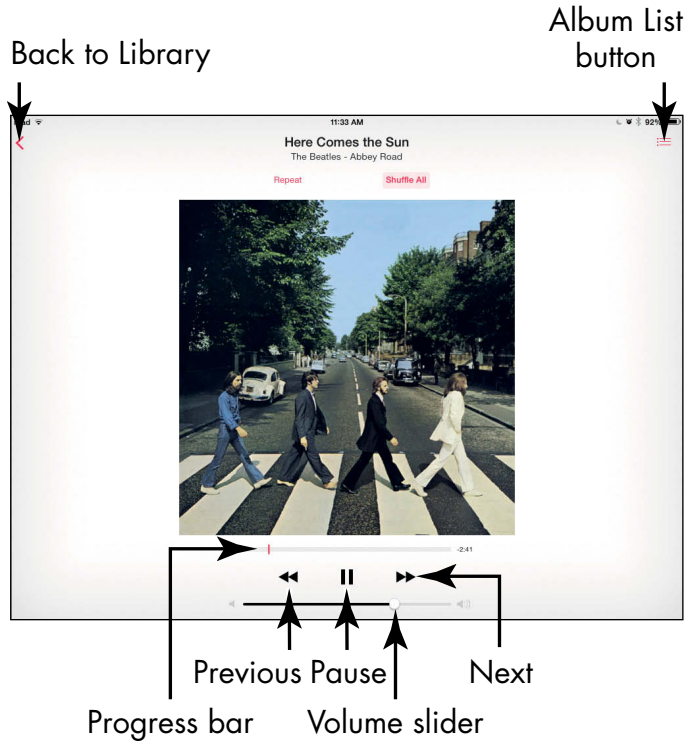 Album List
button
Back to Library
11:33 AM
92%
Here Comes the Sun
The Beatles - Abbey Road
Repeat Shuffle All
-2:41
Previous Pause Next
Progress bar Volume slider